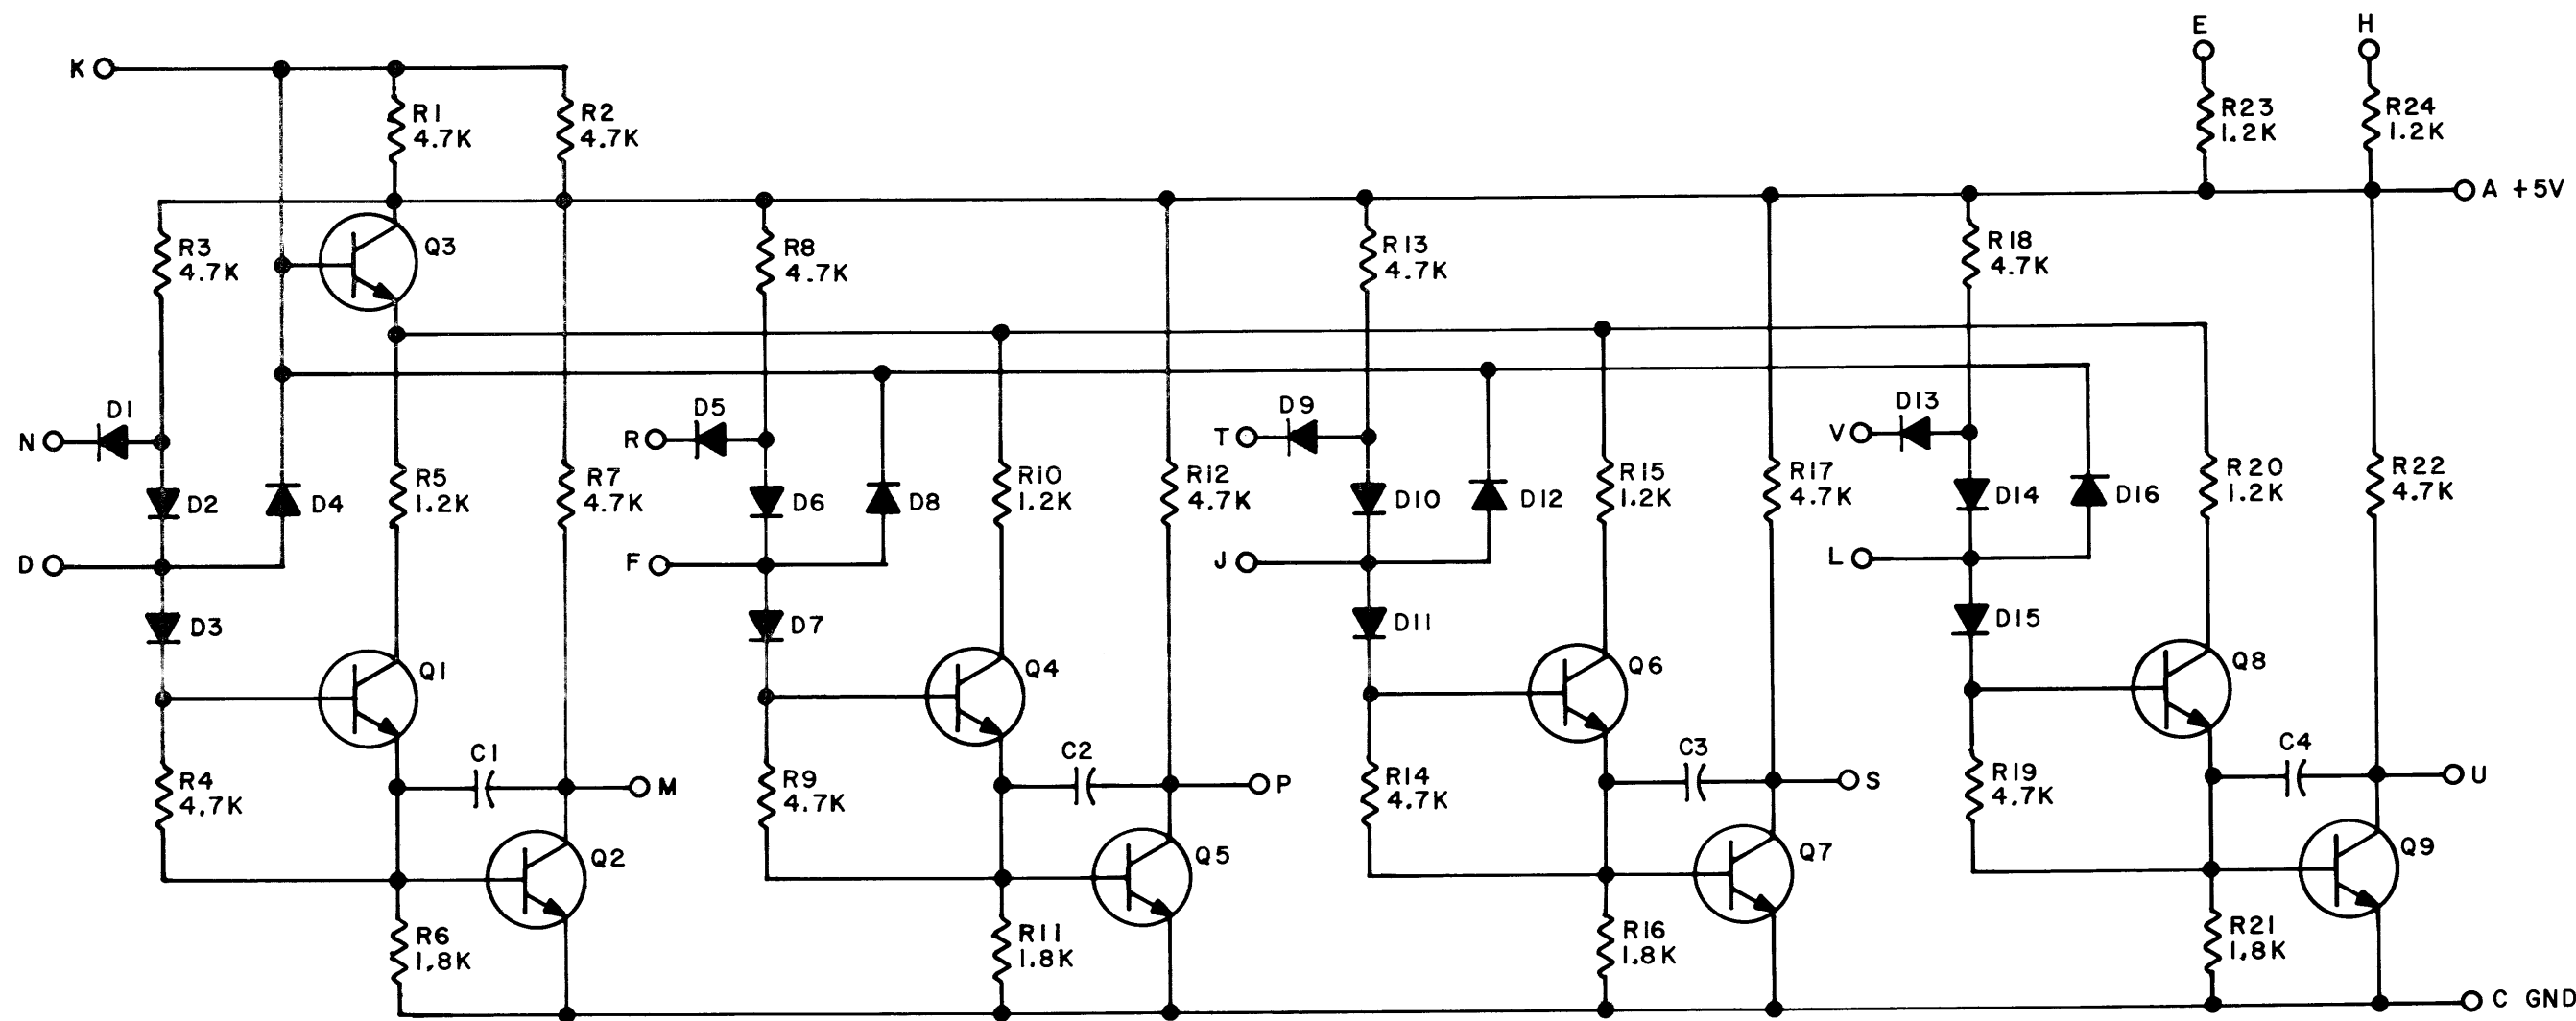 E
H
K
R1
4.7K
R2
4.7K
R23
1.2K
R24
1.2K
A +5V
R3
4.7K
Q3
R8
4.7K
R13
4.7K
R18
4.7K
D1
N
D5
R
D9
T
D13
V
D2
D4
R5
1.2K
R7
4.7K
D6
D8
R10
1.2K
R12
4.7K
D10
D12
R15
1.2K
R17
4.7K
D14
D16
R20
1.2K
R22
4.7K
D
F
J
L
D3
D7
D11
D15
Q1
Q4
Q6
Q8
C1
M
C2
P
C3
S
C4
U
R4
4.7K
R9
4.7K
R14
4.7K
R19
4.7K
Q2
Q5
Q7
Q9
R6
1,8K
R11
1.8K
R16
1.8K
R21
1,8K
C GND